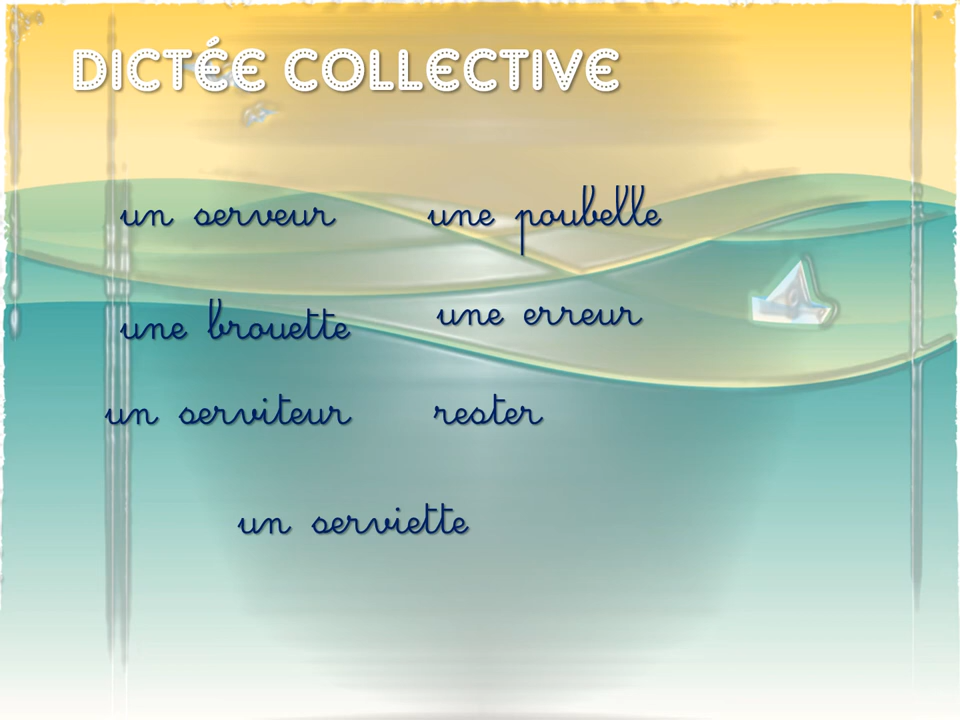 DICTÉE COLLECTIVE
un serveur
une poubelle
une brouette
une erreur
un serviteur
rester
un serviette